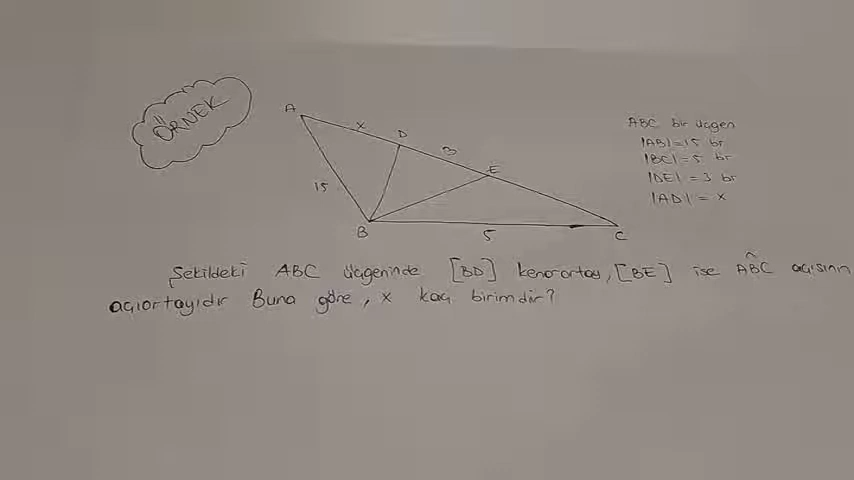 ÖRNEK
A
x
D
3
E
15
B
5
C
ABC bir üçgen
|AB|=15 br
|BC|=5 br
|DE|=3 br
|AD|=x
Şekildeki ABC üçgeninde [BD] kenarortay, [BE] ise ABC açısının
açıortayıdır Buna göre, x kaç birimdir?